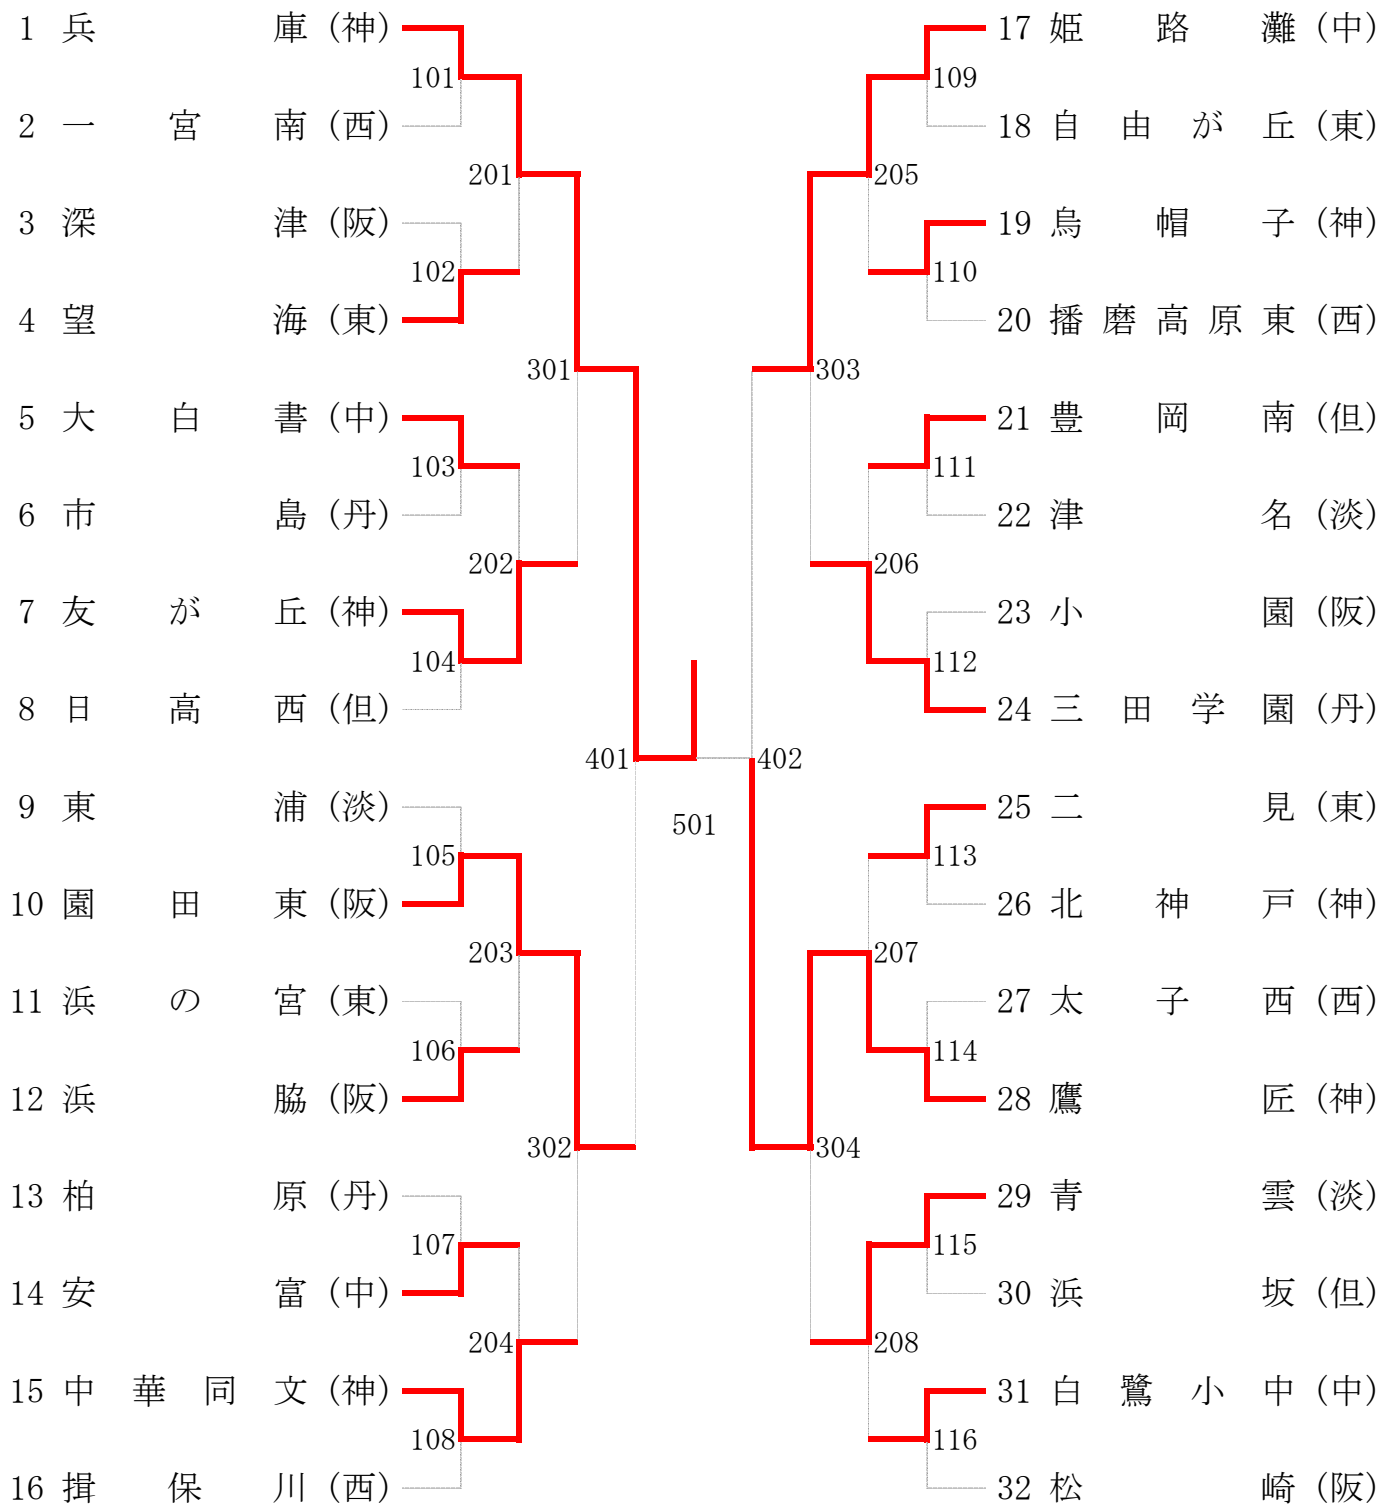 1 兵庫 (神)
101
2 一宮南 (西)
201
3 深津 (阪)
102
4 望海 (東)
301
5 大白書 (中)
103
6 市島 (丹)
202
7 友が丘 (神)
104
8 日高西 (但)
401
9 東浦 (淡)
105
10 園田東 (阪)
203
11 浜の宮 (東)
106
12 浜脇 (阪)
302
13 柏原 (丹)
107
14 安富 (中)
204
15 中華同文 (神)
108
16 揖保川 (西)
501
17 姫路灘 (中)
109
18 自由が丘 (東)
205
19 烏帽子 (神)
110
20 播磨高原東 (西)
303
21 豊岡南 (但)
111
22 津名 (淡)
206
23 小園 (阪)
112
24 三田学園 (丹)
402
25 二見 (東)
113
26 北神戸 (神)
207
27 太子西 (西)
114
28 鷹匠 (神)
304
29 青雲 (淡)
115
30 浜坂 (但)
208
31 白鷺小中 (中)
116
32 松崎 (阪)